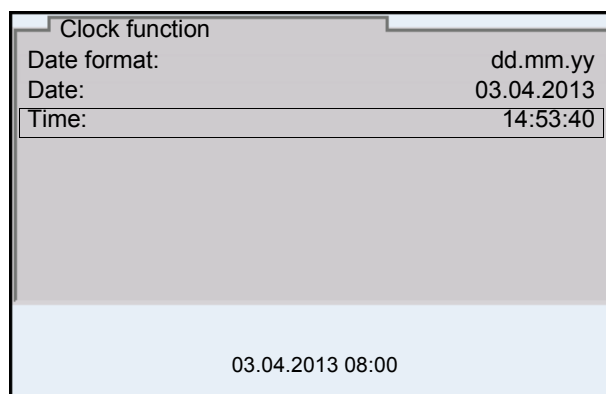 Clock function
Date format: dd.mm.yy
Date: 03.04.2013
Time: 14:53:40
03.04.2013 08:00